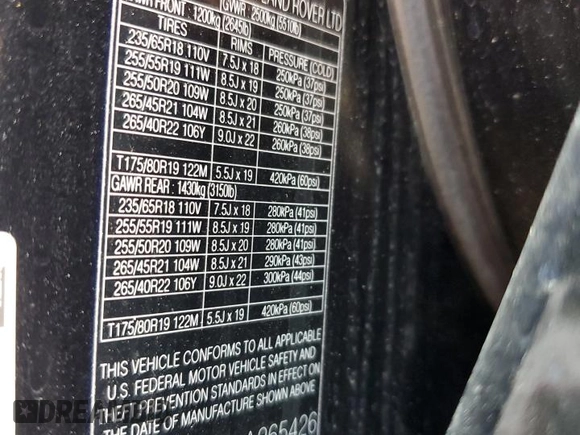 LAND ROVER LTD
GAWR FRONT : 1200kg (2645lb) GVWR : 2500kg (5510lb)
TIRES RIMS PRESSURE (COLD)
235/65R18 110V 7.5J x 18 250kPa (37psi)
255/55R19 111W 8.5J x 19 250kPa (37psi)
255/50R20 109W 8.5J x 20 250kPa (37psi)
265/45R21 104W 8.5J x 21 260kPa (38psi)
265/40R22 106Y 9.0J x 22 260kPa (38psi)
T175/80R19 122M 5.5J x 19 420kPa (60psi)
GAWR REAR : 1430kg (3150lb)
235/65R18 110V 7.5J x 18 280kPa (41psi)
255/55R19 111W 8.5J x 19 280kPa (41psi)
255/50R20 109W 8.5J x 20 280kPa (41psi)
265/45R21 104W 8.5J x 21 290kPa (43psi)
265/40R22 106Y 9.0J x 22 300kPa (44psi)
T175/80R19 122M 5.5J x 19 420kPa (60psi)
THIS VEHICLE CONFORMS TO ALL APPLICABLE
U.S. FEDERAL MOTOR VEHICLE SAFETY AND
THEFT PREVENTION STANDARDS IN EFFECT ON
THE DATE OF MANUFACTURE SHOWN ABOVE
A265426